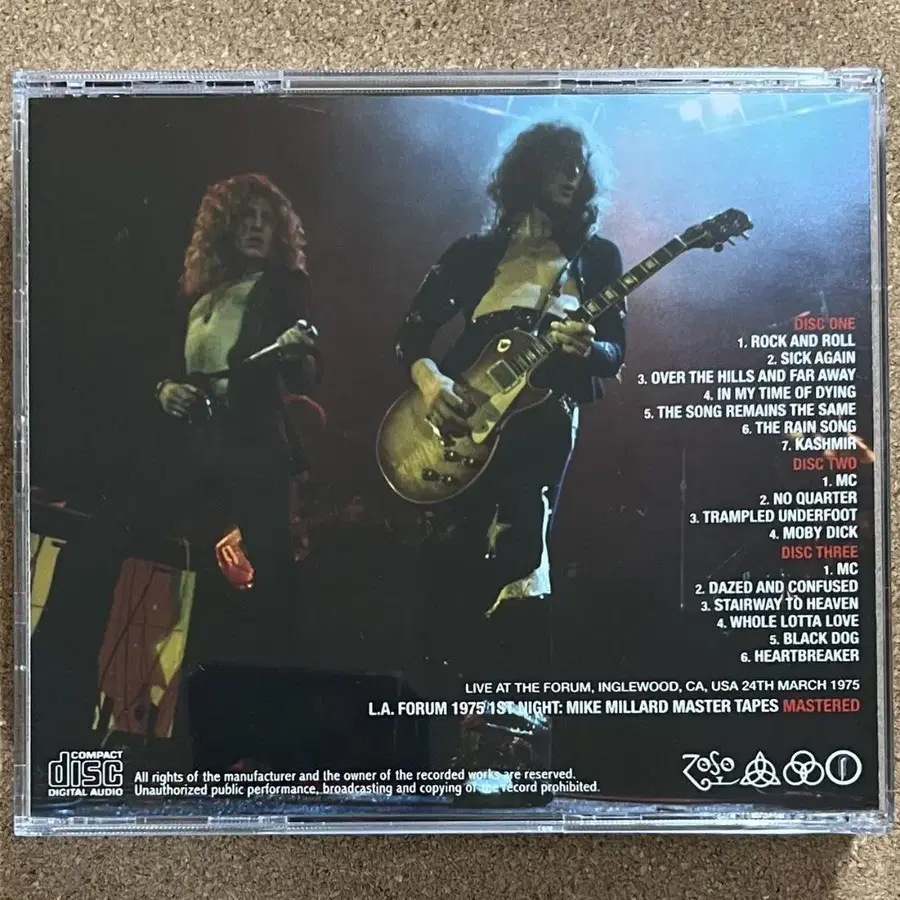 DISC ONE
1. ROCK AND ROLL
2. SICK AGAIN
3. OVER THE HILLS AND FAR AWAY
4. IN MY TIME OF DYING
5. THE SONG REMAINS THE SAME
6. THE RAIN SONG
7. KASHMIR
DISC TWO
1. MC
2. NO QUARTER
3. TRAMPLED UNDERFOOT
4. MOBY DICK
DISC THREE
1. MC
2. DAZED AND CONFUSED
3. STAIRWAY TO HEAVEN
4. WHOLE LOTTA LOVE
5. BLACK DOG
6. HEARTBREAKER
LIVE AT THE FORUM, INGLEWOOD, CA, USA 24TH MARCH 1975
L.A. FORUM 1975 1ST NIGHT: MIKE MILLARD MASTER TAPES MASTERED
COMPACT
disc
DIGITAL AUDIO
All rights of the manufacturer and the owner of the recorded works are reserved.
Unauthorized public performance, broadcasting and copying of the record prohibited.
ZoSo